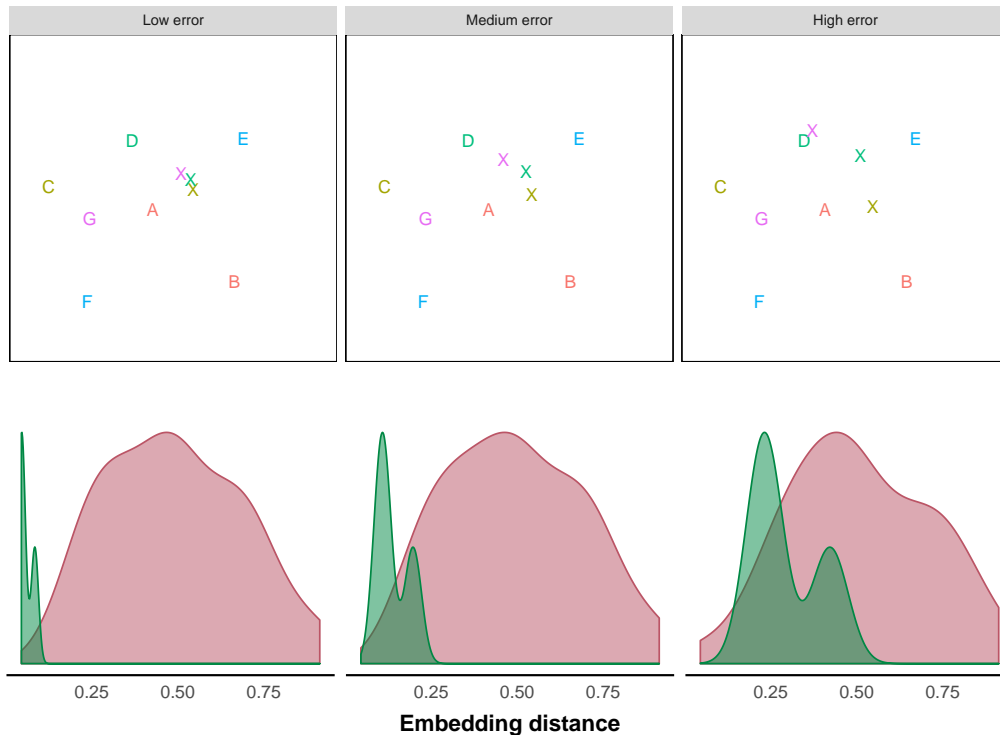 Low error
Medium error
High error
D
E
X
X
X
C
A
G
B
F
D
E
X
X
X
C
A
G
B
F
X
D
E
X
C
X
A
G
B
F
0.25 0.50 0.75
0.25 0.50 0.75
0.25 0.50 0.75
Embedding distance